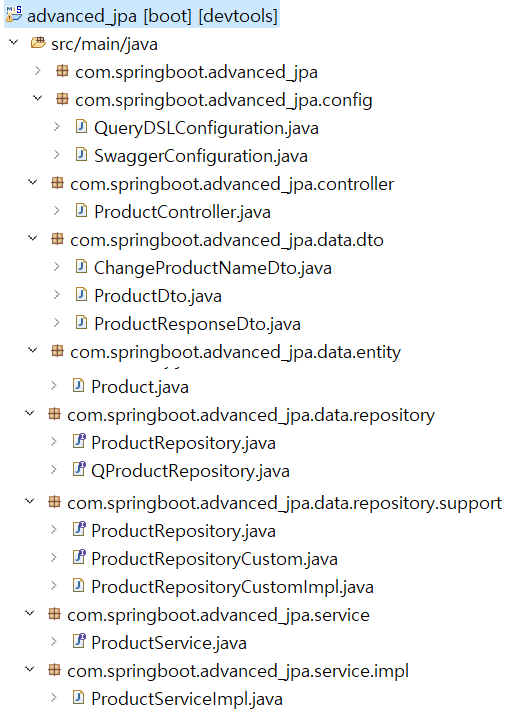 advanced_jpa [boot] [devtools]
src/main/java
com.springboot.advanced_jpa
com.springboot.advanced_jpa.config
QueryDSLConfiguration.java
SwaggerConfiguration.java
com.springboot.advanced_jpa.controller
ProductController.java
com.springboot.advanced_jpa.data.dto
ChangeProductNameDto.java
ProductDto.java
ProductResponseDto.java
com.springboot.advanced_jpa.data.entity
Product.java
com.springboot.advanced_jpa.data.repository
ProductRepository.java
QProductRepository.java
com.springboot.advanced_jpa.data.repository.support
ProductRepository.java
ProductRepositoryCustom.java
ProductRepositoryCustomImpl.java
com.springboot.advanced_jpa.service
ProductService.java
com.springboot.advanced_jpa.service.impl
ProductServiceImpl.java